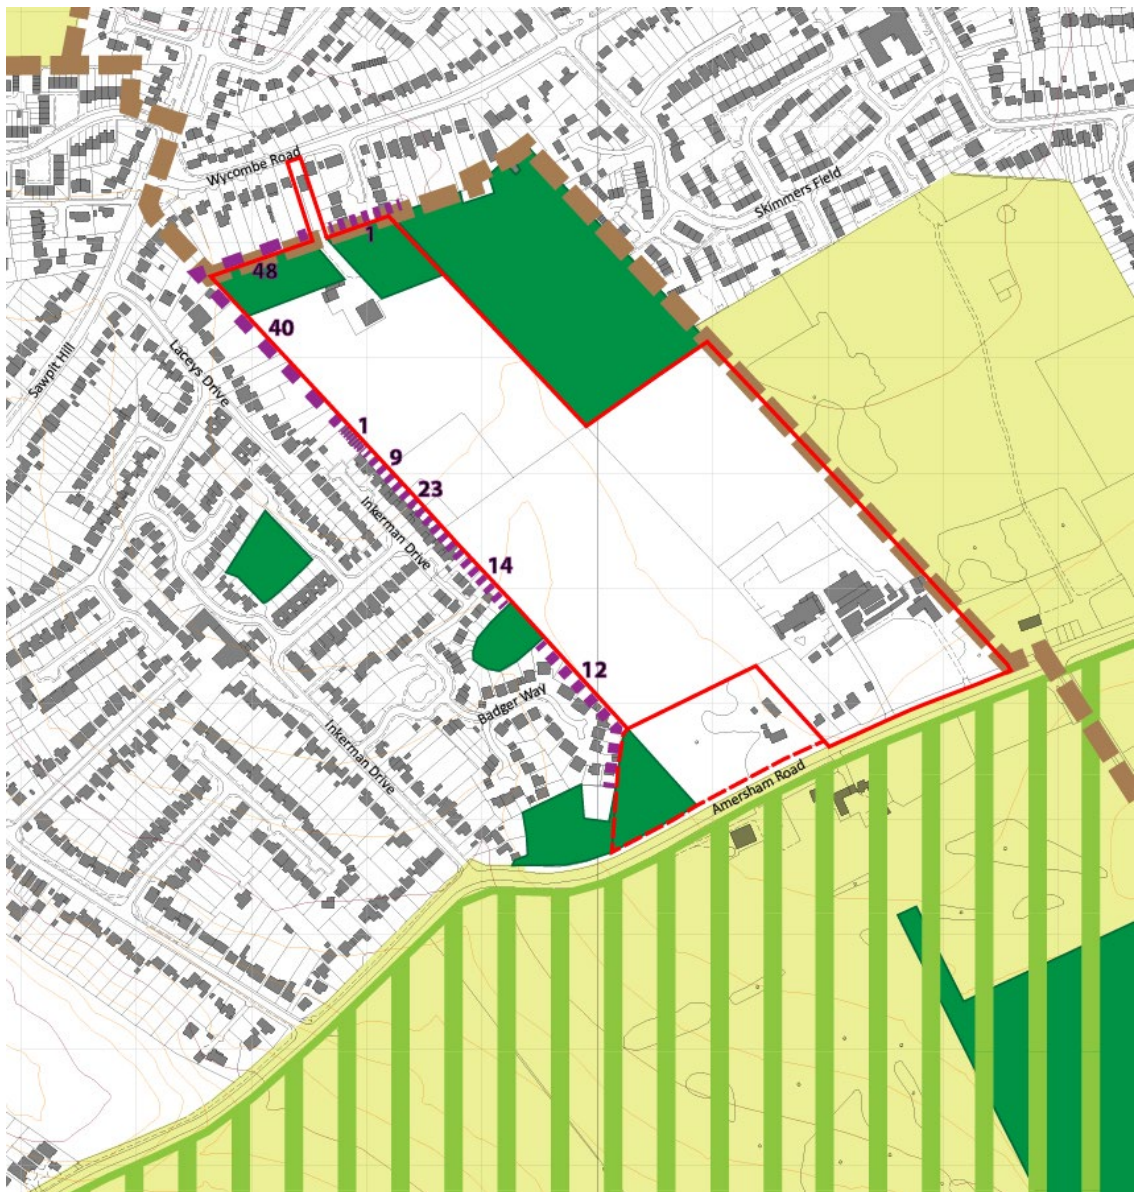 Wycombe Road
Skimmers Field
1
48
40
Sawpit Hill
Laceys Drive
1
9
23
Inkerman Drive
14
12
Badger Way
Inkerman Drive
Amersham Road